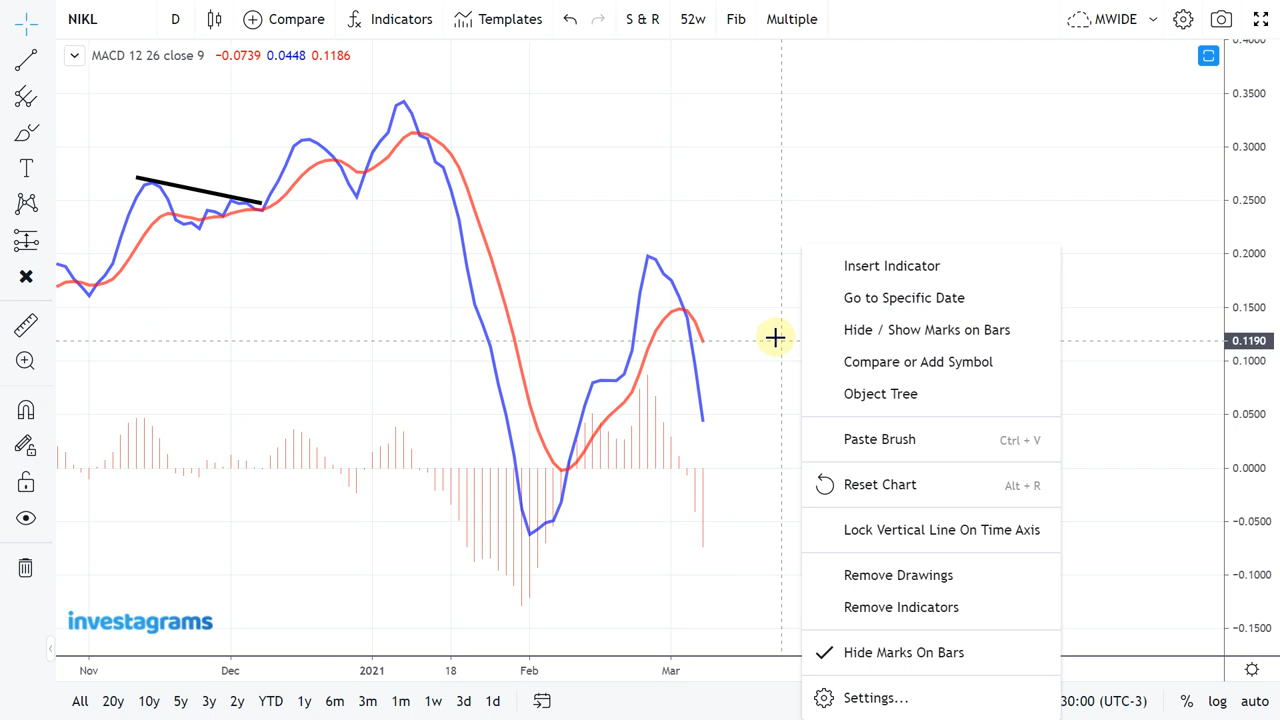 NIKL D Compare Indicators Templates S & R 52w Fib Multiple MWIDE
MACD 12 26 close 9 −0.0739 0.0448 0.1186
0.4000
0.3500
0.3000
0.2500
0.2000
0.1500
0.1190
0.1000
0.0500
0.0000
−0.0500
−0.1000
−0.1500
Insert Indicator
Go to Specific Date
Hide / Show Marks on Bars
Compare or Add Symbol
Object Tree
Paste Brush Ctrl + V
Reset Chart Alt + R
Lock Vertical Line On Time Axis
Remove Drawings
Remove Indicators
Hide Marks On Bars
Settings...
investagrams
Nov Dec 2021 18 Feb Mar
All 20y 10y 5y 3y 2y YTD 1y 6m 3m 1m 1w 3d 1d 30:00 (UTC-3) % log auto